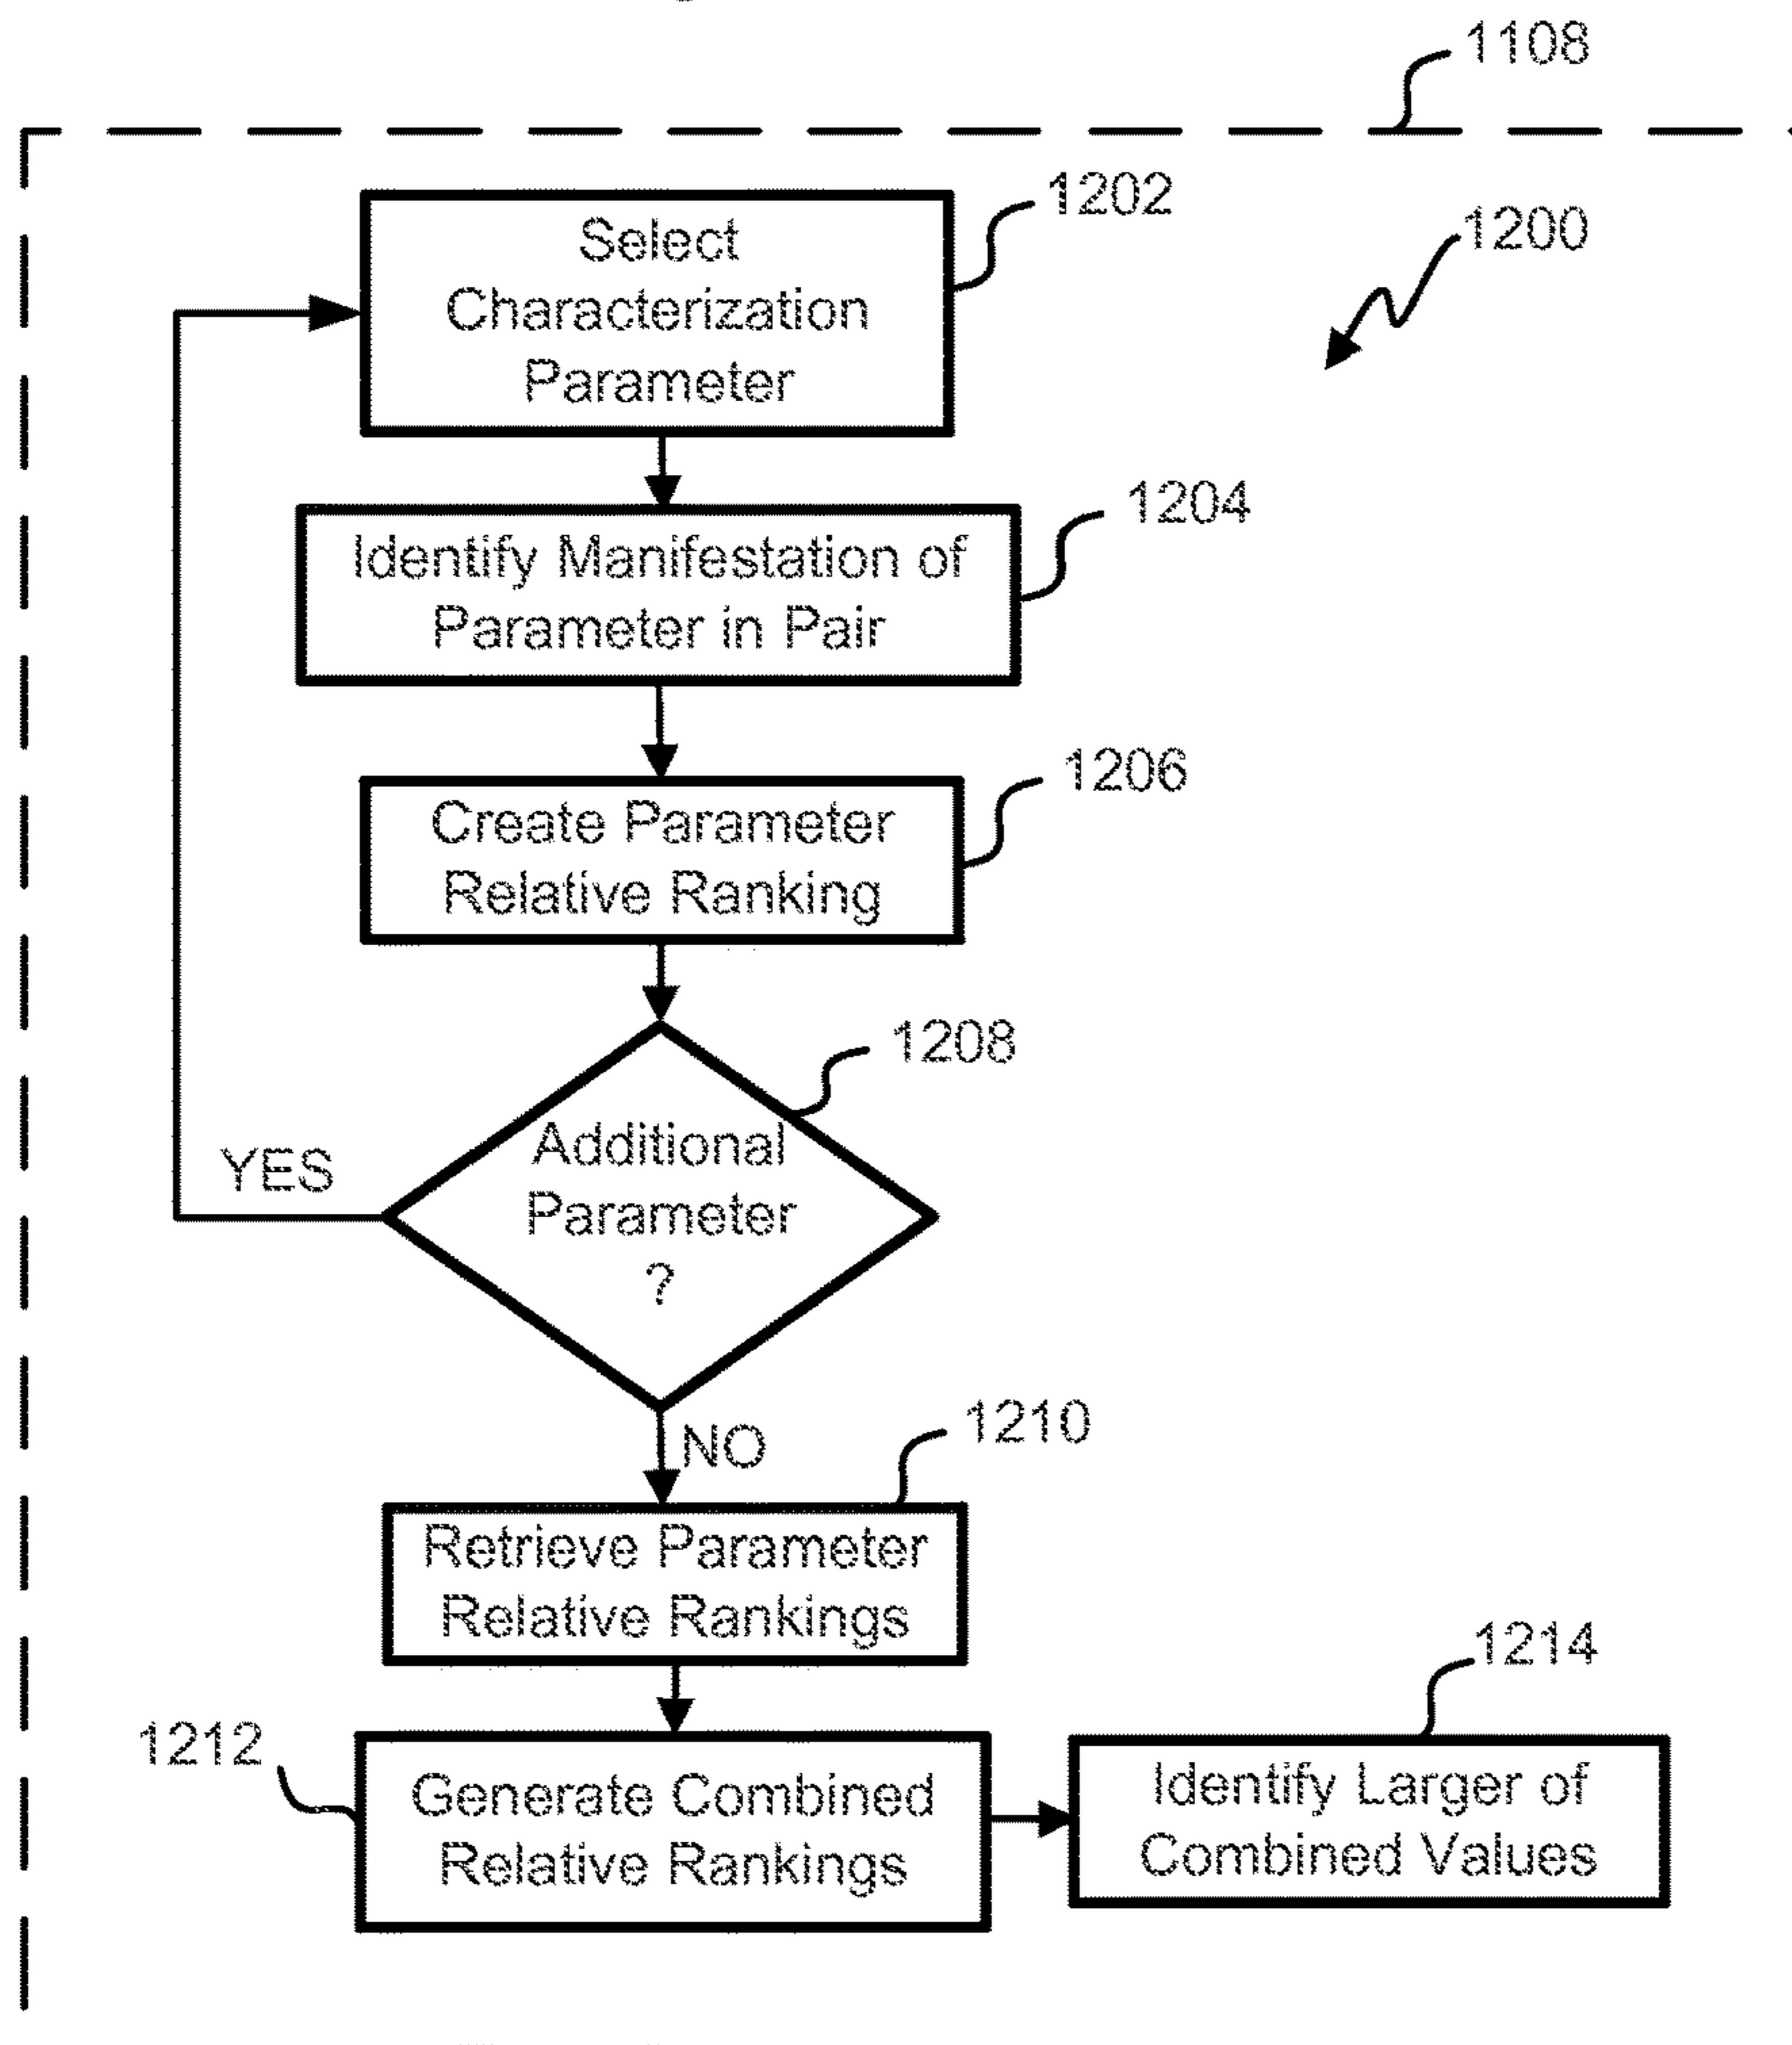 1108
1202
Select
Characterization
Parameter
1200
1204
Identify Manifestation of
Parameter in Pair
1206
Create Parameter
Relative Ranking
1208
Additional
Parameter
?
YES
NO
1210
Retrieve Parameter
Relative Rankings
1214
1212
Generate Combined
Relative Rankings
Identify Larger of
Combined Values